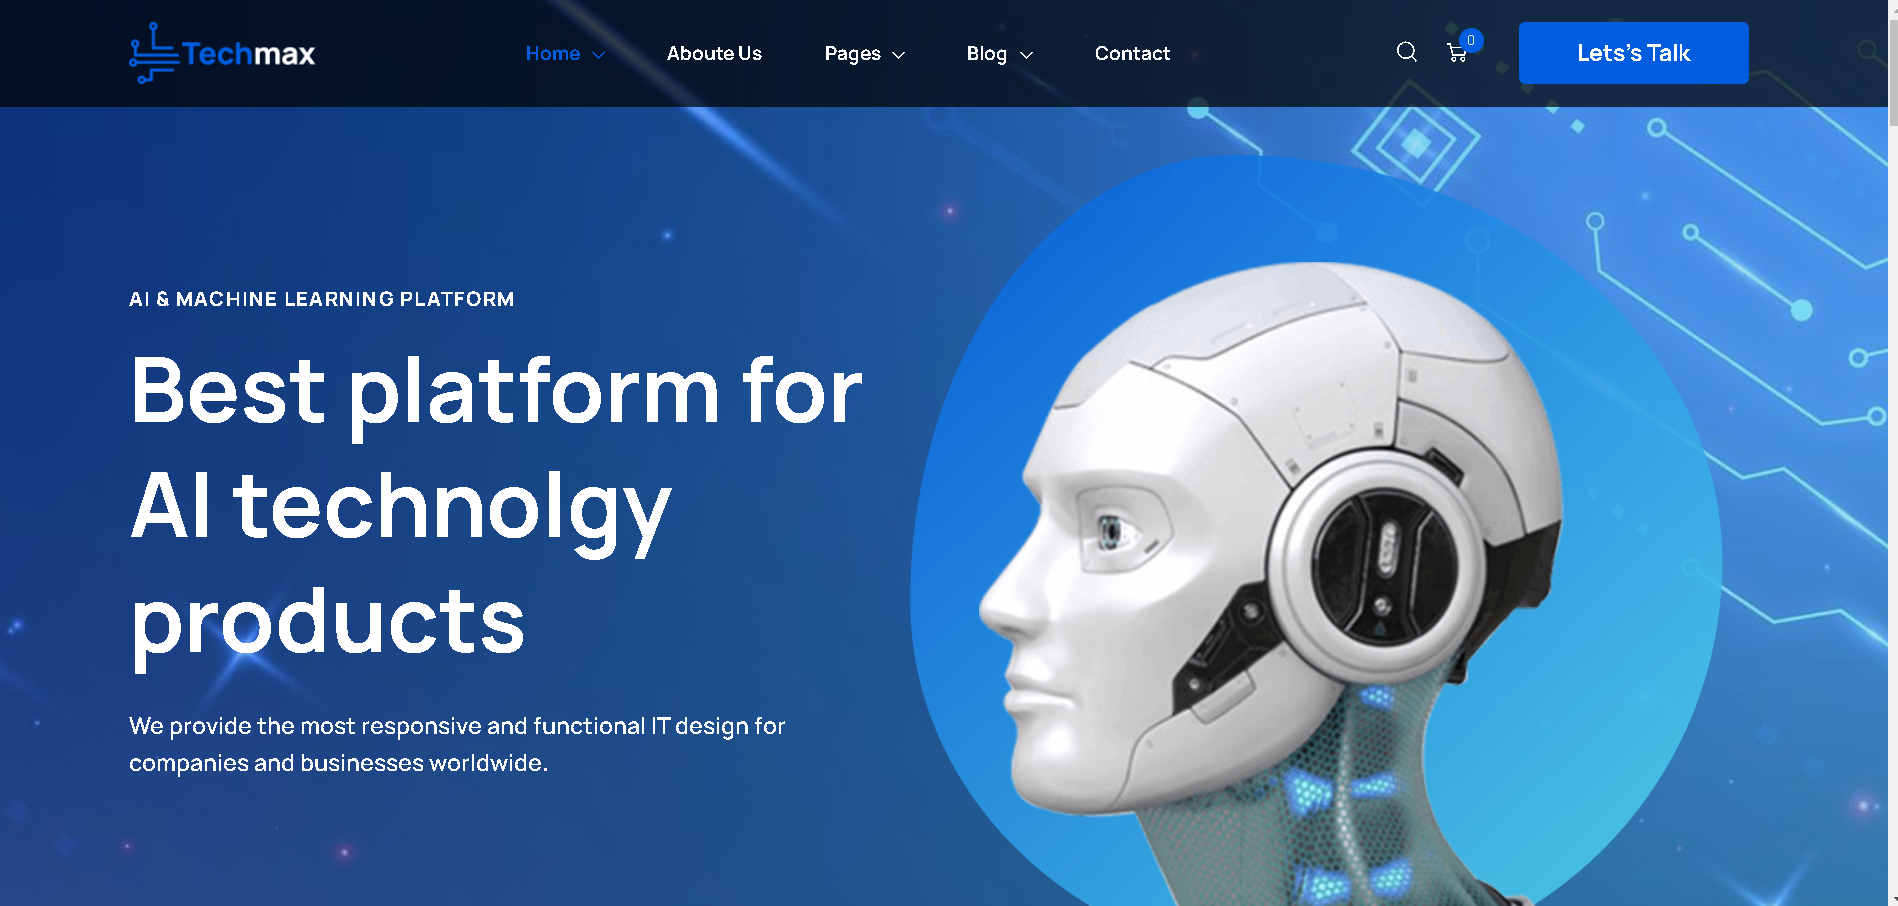 Techmax
Home
Aboute Us
Pages
Blog
Contact
0
Lets's Talk
AI & MACHINE LEARNING PLATFORM
Best platform for
AI technolgy
products
We provide the most responsive and functional IT design for
companies and businesses worldwide.